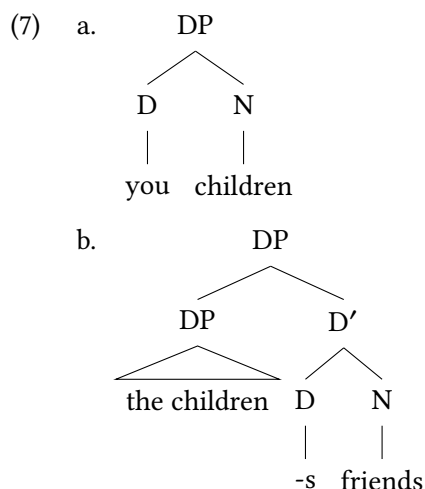 (7) a. DP
D N
you children
b. DP
DP D′
the children D N
-s friends